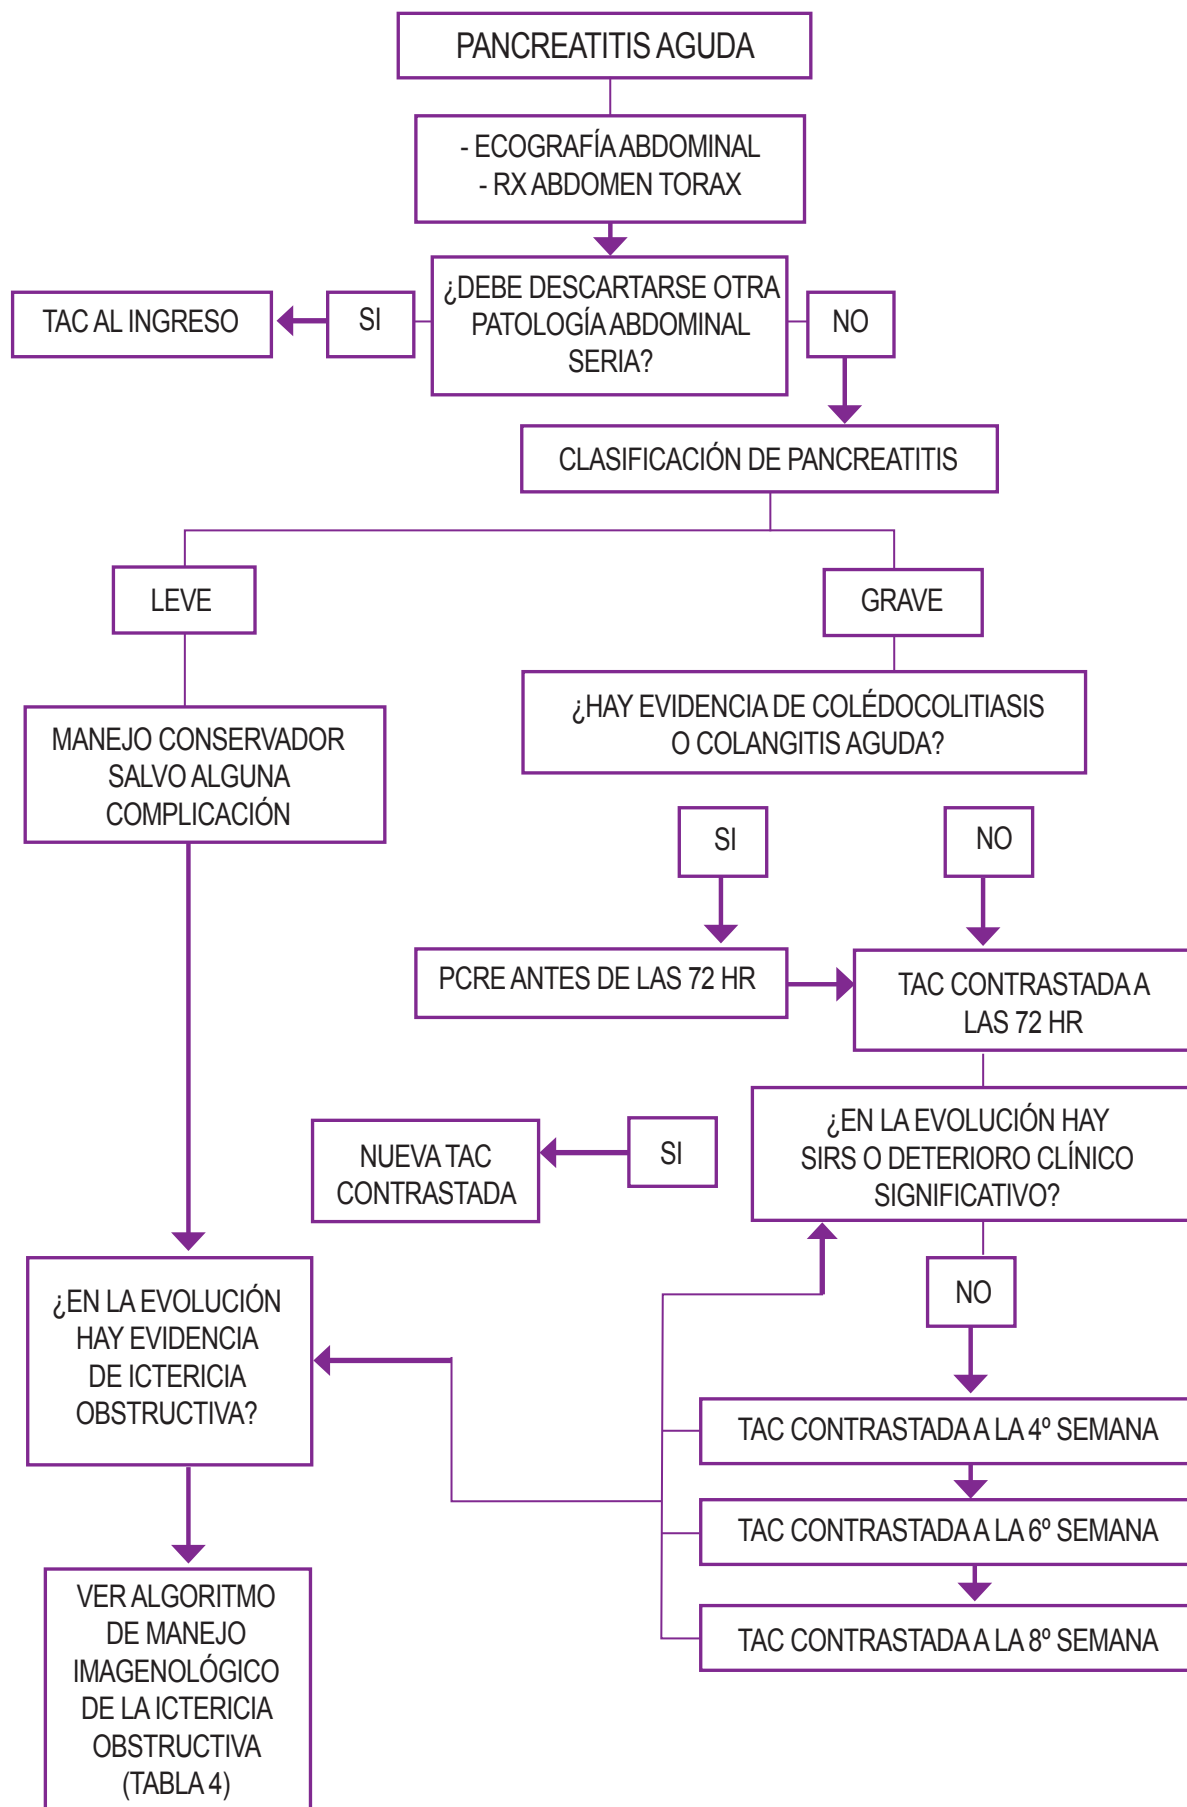 PANCREATITIS AGUDA
- ECOGRAFÍA ABDOMINAL
- RX ABDOMEN TORAX
¿DEBE DESCARTARSE OTRA
PATOLOGÍA ABDOMINAL
SERIA?
SI
TAC AL INGRESO
NO
CLASIFICACIÓN DE PANCREATITIS
LEVE
GRAVE
MANEJO CONSERVADOR
SALVO ALGUNA
COMPLICACIÓN
¿HAY EVIDENCIA DE COLÉDOCOLITIASIS
O COLANGITIS AGUDA?
SI
NO
PCRE ANTES DE LAS 72 HR
TAC CONTRASTADA A
LAS 72 HR
¿EN LA EVOLUCIÓN HAY
SIRS O DETERIORO CLÍNICO
SIGNIFICATIVO?
SI
NUEVA TAC
CONTRASTADA
NO
¿EN LA EVOLUCIÓN
HAY EVIDENCIA
DE ICTERICIA
OBSTRUCTIVA?
TAC CONTRASTADA A LA 4º SEMANA
TAC CONTRASTADA A LA 6º SEMANA
TAC CONTRASTADA A LA 8º SEMANA
VER ALGORITMO
DE MANEJO
IMAGENOLÓGICO
DE LA ICTERICIA
OBSTRUCTIVA
(TABLA 4)